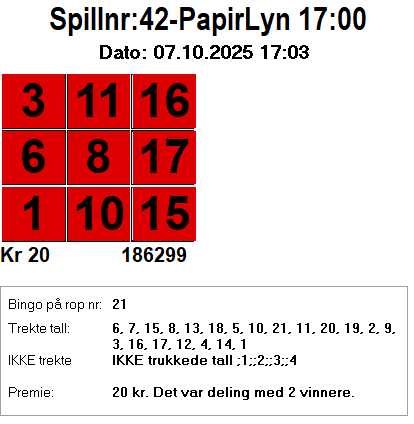 Spillnr:42-PapirLyn 17:00
Dato: 07.10.2025 17:03
3 11 16
6 8 17
1 10 15
Kr 20 186299
Bingo på rop nr: 21
Trekte tall: 6, 7, 15, 8, 13, 18, 5, 10, 21, 11, 20, 19, 2, 9,
3, 16, 17, 12, 4, 14, 1
IKKE trekte IKKE trukkede tall ;1;;2;;3;;4
Premie: 20 kr. Det var deling med 2 vinnere.